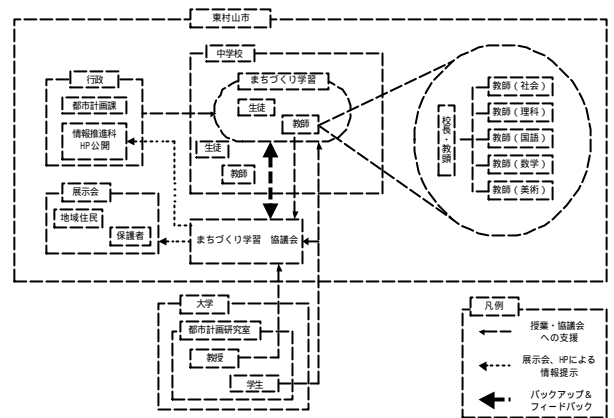 東村山市
中学校
まちづくり学習
生徒
教師
生徒
教師
行政
都市計画課
情報推進科
HP公開
展示会
地域住民
保護者
まちづくり学習 協議会
校長・教頭
教師(社会)
教師(理科)
教師(国語)
教師(数学)
教師(美術)
大学
都市計画研究室
教授
学生
凡例
授業・協議会
への支援
展示会、HPによる
情報提示
バックアップ&
フィードバック